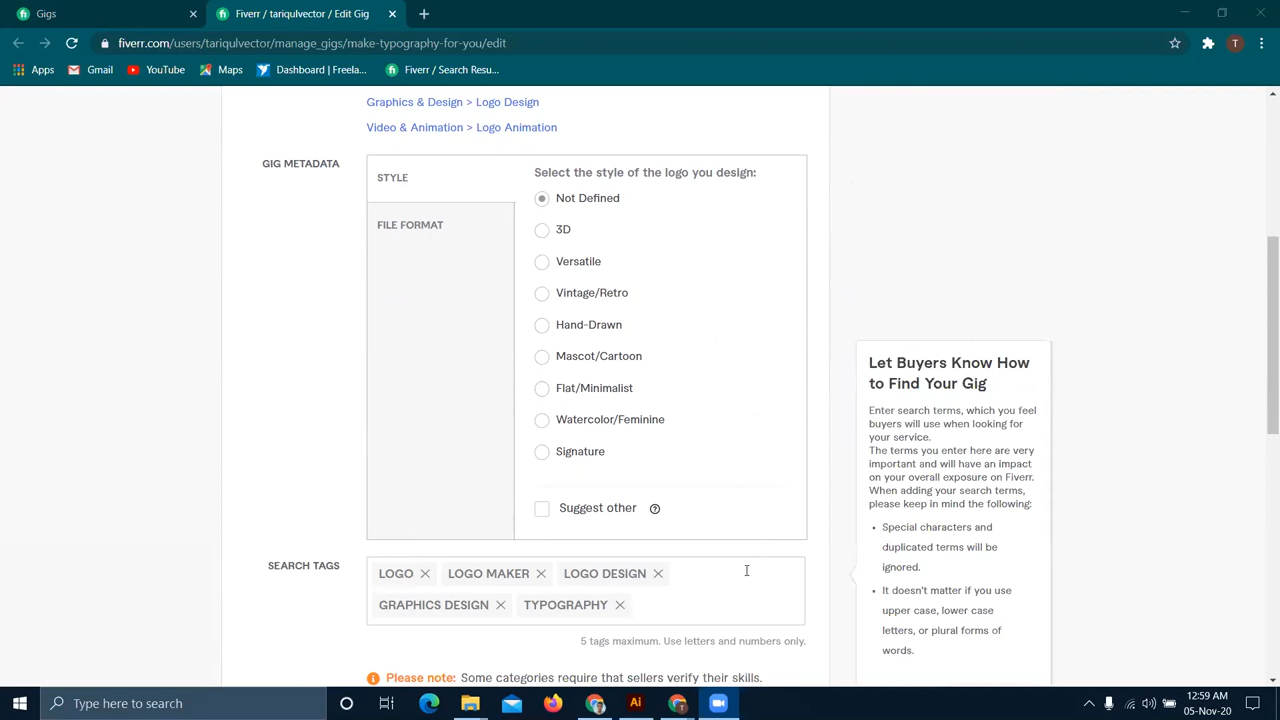 Gigs
Fiverr / tariqulvector / Edit Gig
fiverr.com/users/tariqulvector/manage_gigs/make-typography-for-you/edit
T
Apps
Gmail
YouTube
Maps
Dashboard | Freela...
Fiverr / Search Resu...
Graphics & Design > Logo Design
Video & Animation > Logo Animation
GIG METADATA
STYLE
FILE FORMAT
Select the style of the logo you design:
Not Defined
3D
Versatile
Vintage/Retro
Hand-Drawn
Mascot/Cartoon
Flat/Minimalist
Watercolor/Feminine
Signature
Suggest other
SEARCH TAGS
LOGO
LOGO MAKER
LOGO DESIGN
GRAPHICS DESIGN
TYPOGRAPHY
5 tags maximum. Use letters and numbers only.
Please note: Some categories require that sellers verify their skills.
Let Buyers Know How
to Find Your Gig
Enter search terms, which you feel
buyers will use when looking for
your service.
The terms you enter here are very
important and will have an impact
on your overall exposure on Fiverr.
When adding your search terms,
please keep in mind the following:
• Special characters and
duplicated terms will be
ignored.
• It doesn't matter if you use
upper case, lower case
letters, or plural forms of
words.
Type here to search
Ai
12:59 AM
05-Nov-20